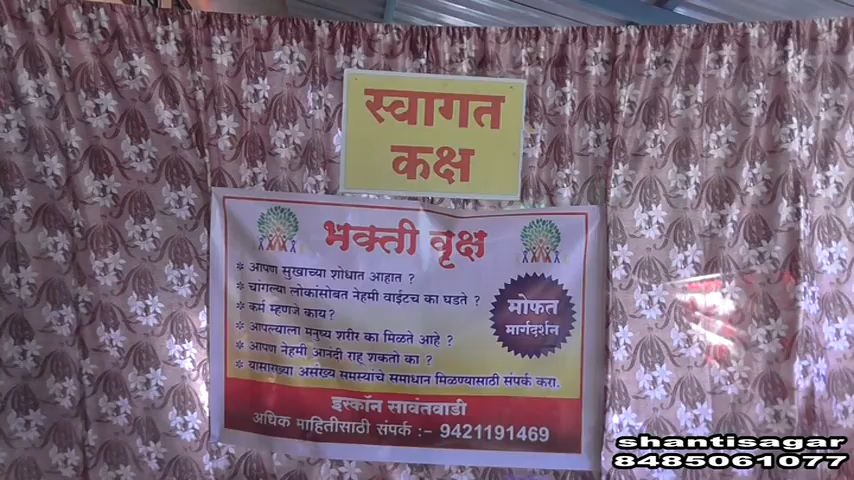 स्वागत
कक्ष
भक्ती वृक्ष
❉ आपण सुखाच्या शोधात आहात ?
❉ चांगल्या लोकांसोबत नेहमी वाईटच का घडते ?
❉ कर्म म्हणजे काय?
❉ आपल्याला मनुष्य शरीर का मिळते आहे ?
❉ आपण नेहमी आनंदी राहू शकतो का ?
❉ यासारख्या असंख्य समस्यांचे समाधान मिळण्यासाठी संपर्क करा.
मोफत
मार्गदर्शन
इस्कॉन सावंतवाडी
अधिक माहितीसाठी संपर्क :- 9421191469
shantisagar
8485061077